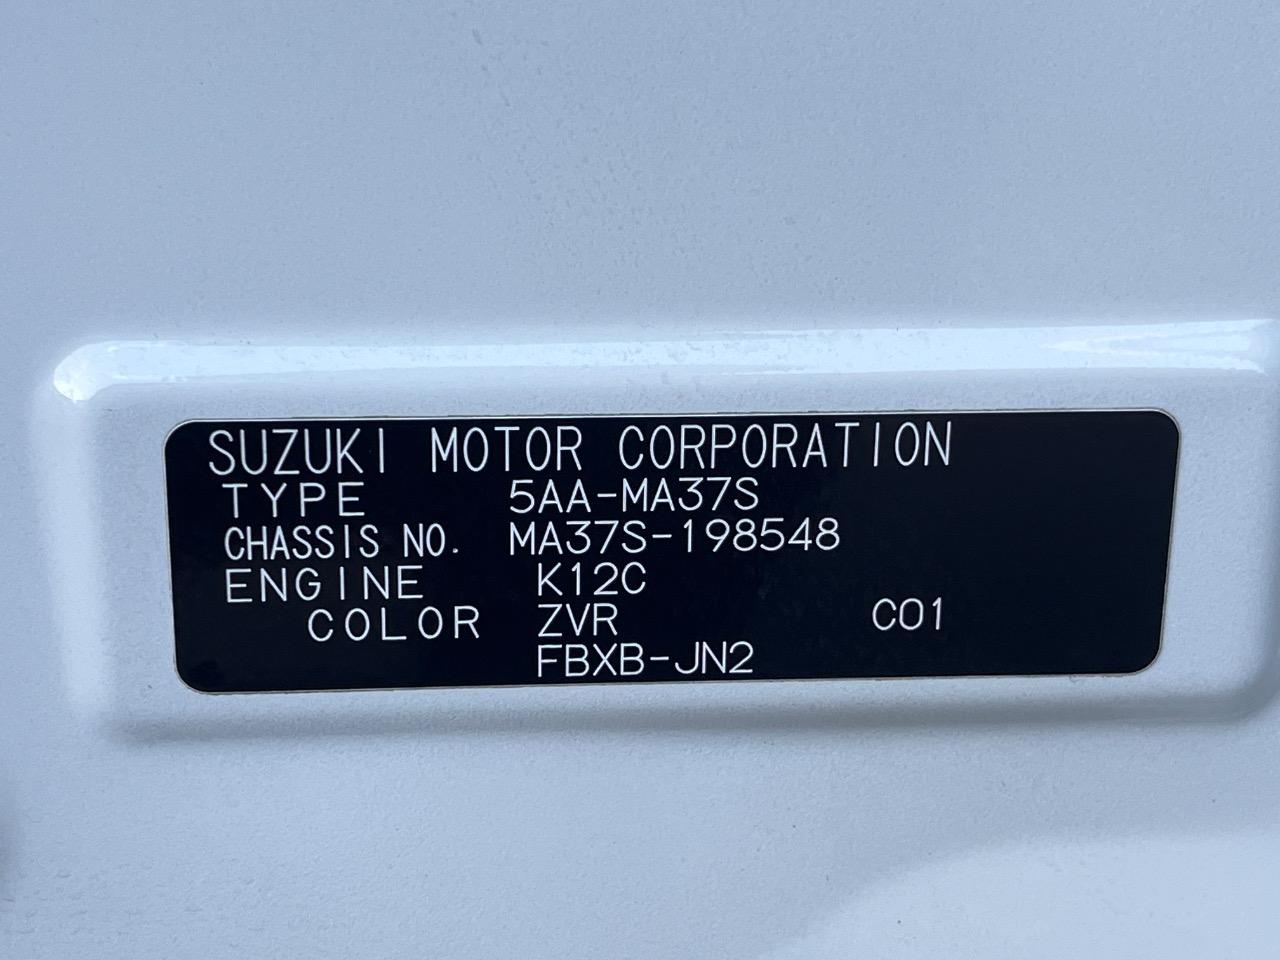 SUZUKI MOTOR CORPORATION
TYPE 5AA-MA37S
CHASSIS NO. MA37S-198548
ENGINE K12C
COLOR ZVR C01
FBXB-JN2